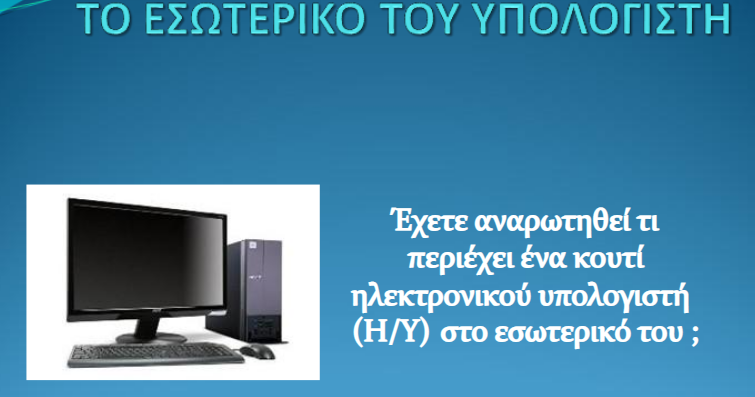 ΤΟ ΕΣΩΤΕΡΙΚΟ ΤΟΥ ΥΠΟΛΟΓΙΣΤΗ
Έχετε αναρωτηθεί τι
περιέχει ένα κουτί
ηλεκτρονικού υπολογιστή
(Η/Υ) στο εσωτερικό του ;